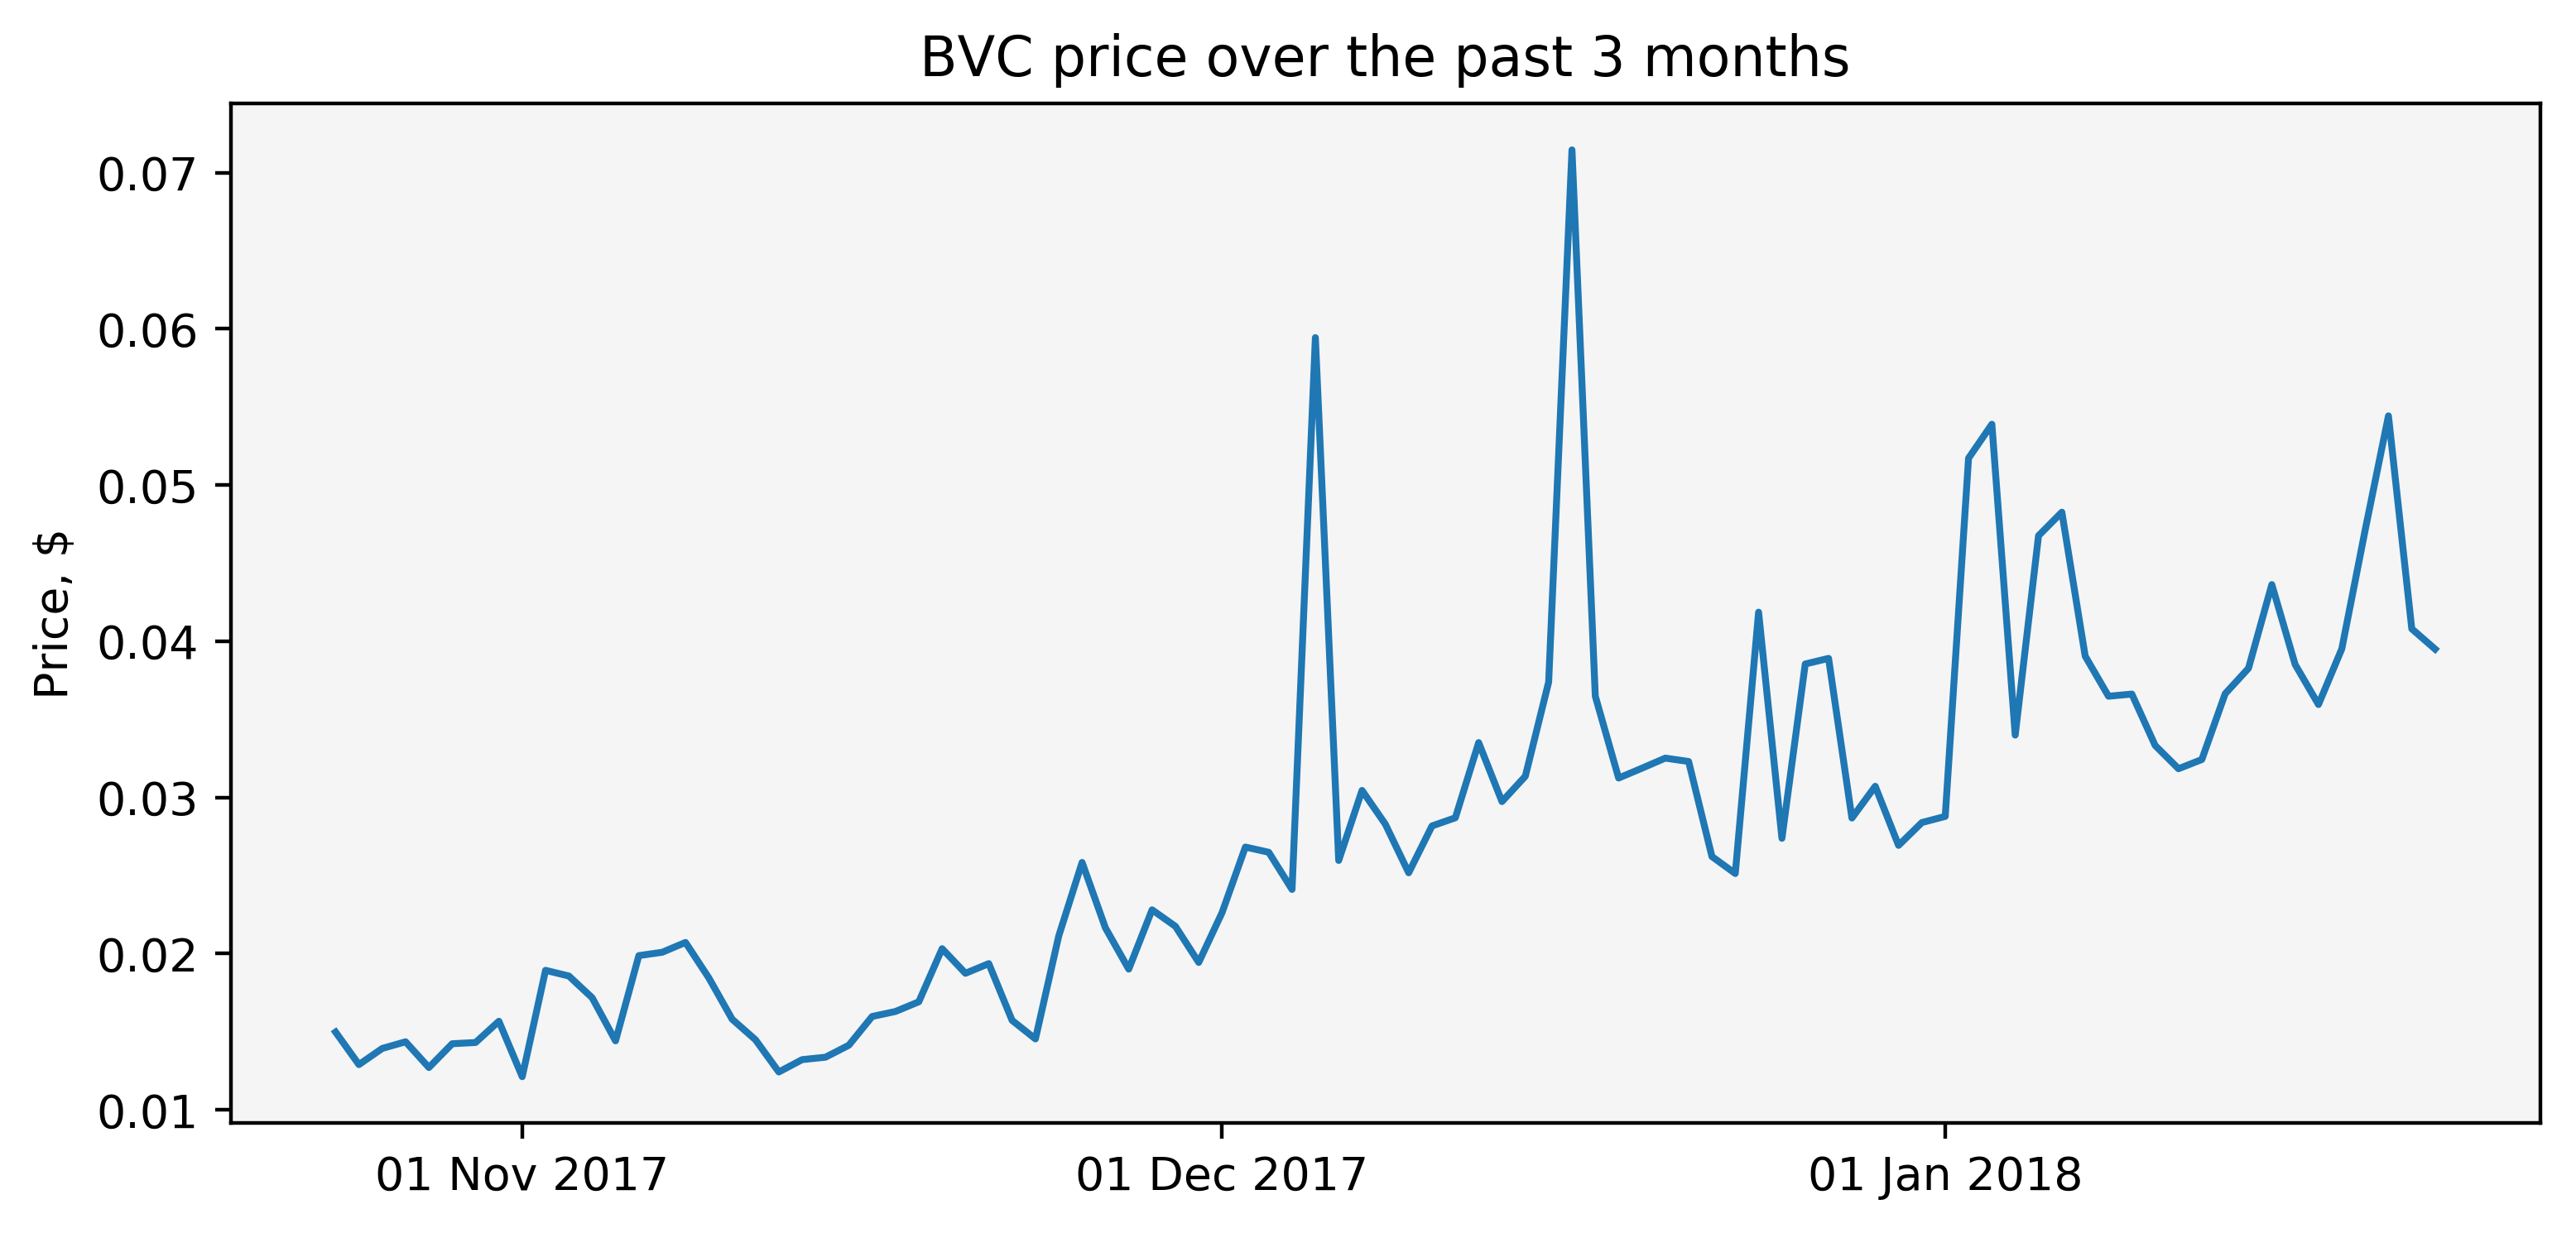 BVC price over the past 3 months
Price, $
0.07
0.06
0.05
0.04
0.03
0.02
0.01
01 Nov 2017
01 Dec 2017
01 Jan 2018